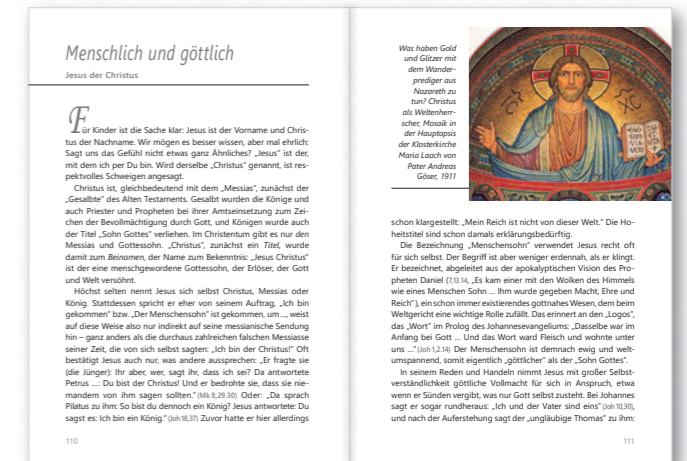 Menschlich und göttlich
Jesus der Christus
Für Kinder ist die Sache klar: Jesus ist der Vorname und Chris-
tus der Nachname. Wir mögen es besser wissen, aber mal ehrlich:
Sagt uns das Gefühl nicht etwas ganz Ähnliches? „Jesus“ ist der,
mit dem ich per Du bin. Wird derselbe „Christus“ genannt, ist res-
pektvolles Schweigen angesagt.
Christus ist, gleichbedeutend mit dem „Messias“, zunächst der
„Gesalbte“ des Alten Testaments. Gesalbt wurden die Könige und
auch Priester und Propheten bei ihrer Amtseinsetzung zum Zei-
chen der Bevollmächtigung durch Gott, und Königen wurde auch
der Titel „Sohn Gottes“ verliehen. Im Christentum gibt es nur den
Messias und Gottessohn. „Christus“, zunächst ein Titel, wurde
damit zum Beinamen, der Name zum Bekenntnis: „Jesus Christus“
ist der eine menschgewordene Gottessohn, der Erlöser, der Gott
und Welt versöhnt.
Höchst selten nennt Jesus sich selbst Christus, Messias oder
König. Stattdessen spricht er eher von seinem Auftrag, „Ich bin
gekommen“ bzw. „Der Menschensohn“ ist gekommen, um ..., weist
auf diese Weise also nur indirekt auf seine messianische Sendung
hin – ganz anders als die durchaus zahlreichen falschen Messiasse
seiner Zeit, die von sich selbst sagten: „Ich bin der Christus!“ Oft
bestätigt Jesus auch nur, was andere aussprechen: „Er fragte sie
(die Jünger): Ihr aber, wer, sagt ihr, dass ich sei? Da antwortete
Petrus ...: Du bist der Christus! Und er bedrohte sie, dass sie nie-
mandem von ihm sagen sollten.“ (Mk 8,29.30) Oder: „Da sprach
Pilatus zu ihm: So bist du dennoch ein König? Jesus antwortete: Du
sagst es: Ich bin ein König.“ (Joh 18,37) Zuvor hatte er hier allerdings
110
Was haben Gold
und Glitzer mit
dem Wander-
prediger aus
Nazareth zu
tun? Christus
als Weltenherr-
scher, Mosaik in
der Hauptapsis
der Klosterkirche
Maria Laach von
Pater Andreas
Göser, 1911
IC
XC
schon klargestellt: „Mein Reich ist nicht von dieser Welt.“ Die Ho-
heitstitel sind schon damals erklärungsbedürftig.
Die Bezeichnung „Menschensohn“ verwendet Jesus recht oft
für sich selbst. Der Begriff ist aber weniger erdennah, als er klingt.
Er bezeichnet, abgeleitet aus der apokalyptischen Vision des Pro-
pheten Daniel (7,13.14, „Es kam einer mit den Wolken des Himmels
wie eines Menschen Sohn ... Ihm wurde gegeben Macht, Ehre und
Reich“), ein schon immer existierendes gottnahes Wesen, dem beim
Weltgericht eine wichtige Rolle zufällt. Das erinnert an den „Logos“,
das „Wort“ im Prolog des Johannesevangeliums: „Dasselbe war im
Anfang bei Gott ... Und das Wort ward Fleisch und wohnte unter
uns ...“ (Joh 1,2.14) Der Menschensohn ist demnach ewig und welt-
umspannend, somit eigentlich „göttlicher“ als der „Sohn Gottes“.
In seinem Reden und Handeln nimmt Jesus mit großer Selbst-
verständlichkeit göttliche Vollmacht für sich in Anspruch, etwa
wenn er Sünden vergibt, was nur Gott selbst zusteht. Bei Johannes
sagt er sogar rundheraus: „Ich und der Vater sind eins“ (Joh 10,30),
und nach der Auferstehung sagt der „ungläubige Thomas“ zu ihm:
111